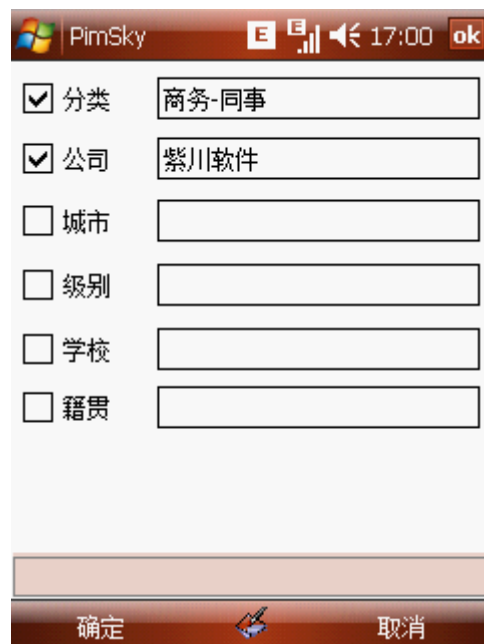 PimSky E E 17:00 ok
分类 商务-同事
公司 紫川软件
城市
级别
学校
籍贯
确定 取消